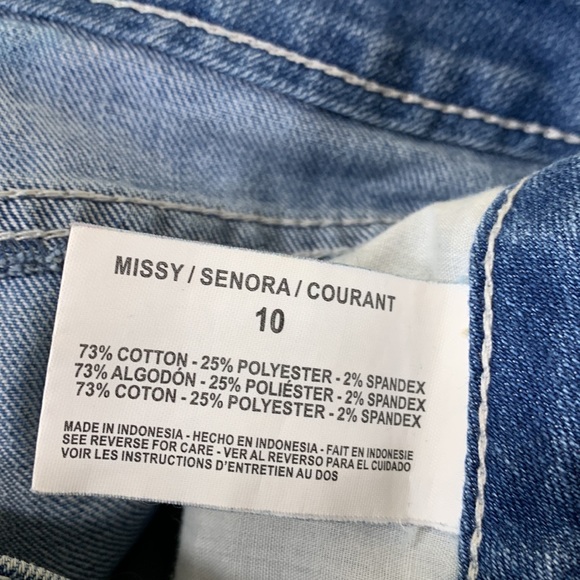 MISSY / SENORA / COURANT
10
73% COTTON - 25% POLYESTER - 2% SPANDEX
73% ALGODÓN - 25% POLIÉSTER - 2% SPANDEX
73% COTON - 25% POLYESTER - 2% SPANDEX
MADE IN INDONESIA - HECHO EN INDONESIA - FAIT EN INDONESIE
SEE REVERSE FOR CARE - VER AL REVERSO PARA EL CUIDADO
VOIR LES INSTRUCTIONS D'ENTRETIEN AU DOS